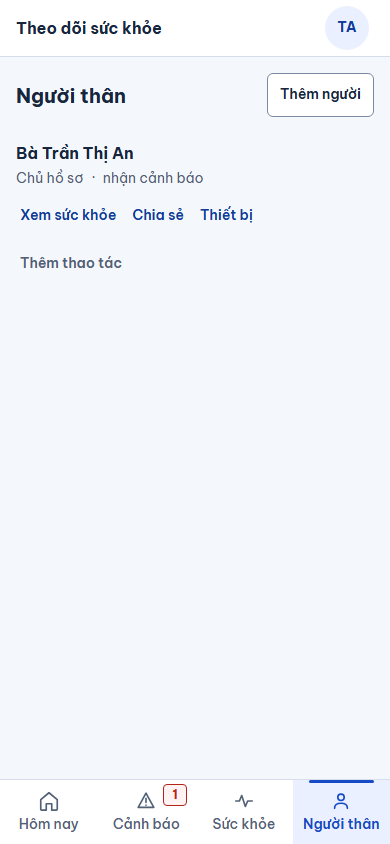 Theo dõi sức khỏe
TA
Người thân
Thêm người
Bà Trần Thị An
Chủ hồ sơ · nhận cảnh báo
Xem sức khỏe Chia sẻ Thiết bị
Thêm thao tác
1
Hôm nay Cảnh báo Sức khỏe Người thân